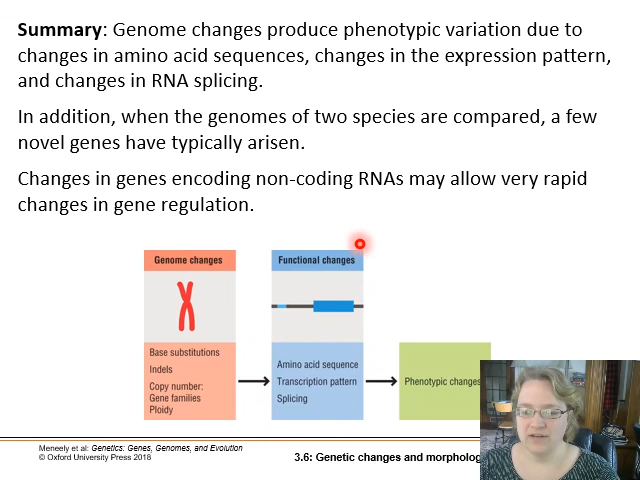 Summary: Genome changes produce phenotypic variation due to
changes in amino acid sequences, changes in the expression pattern,
and changes in RNA splicing.
In addition, when the genomes of two species are compared, a few
novel genes have typically arisen.
Changes in genes encoding non-coding RNAs may allow very rapid
changes in gene regulation.
Genome changes
Base substitutions
Indels
Copy number:
Gene families
Ploidy
Functional changes
Amino acid sequence
Transcription pattern
Splicing
Phenotypic changes
Meneely et al: Genetics: Genes, Genomes, and Evolution
© Oxford University Press 2018
3.6: Genetic changes and morpholog